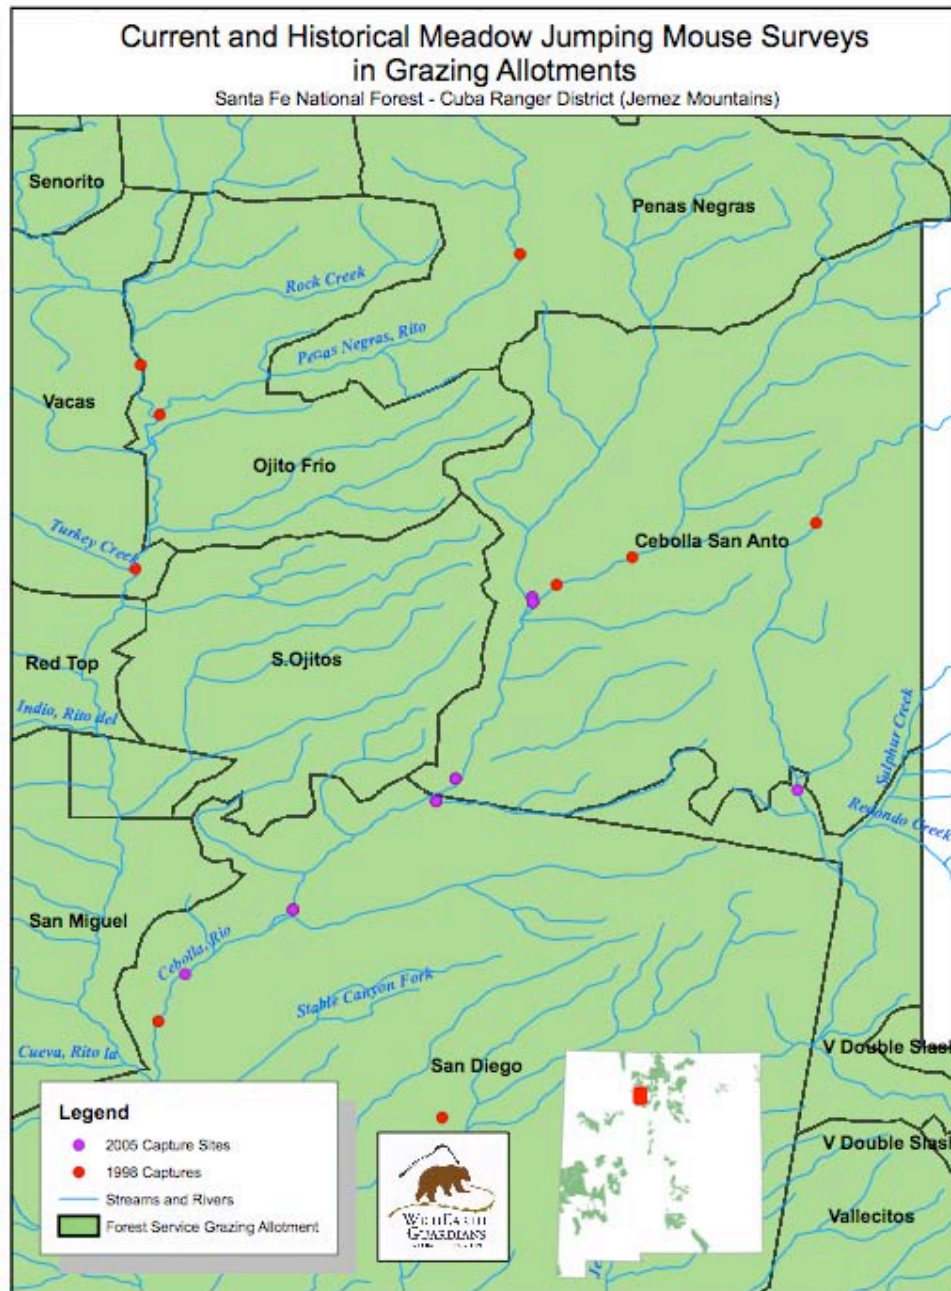 Current and Historical Meadow Jumping Mouse Surveys
in Grazing Allotments
Santa Fe National Forest - Cuba Ranger District (Jemez Mountains)
Senorito
Penas Negras
Rock Creek
Penas Negras, Rito
Vacas
Ojito Frio
Turkey Creek
Cebolla San Anto
Red Top
S.Ojitos
Indio, Rito del
Sulphur Creek
Redondo Creek
San Miguel
Cebolla, Rio
Stable Canyon Fork
Cueva, Rito la
San Diego
V Double Slash
V Double Slash
Vallecitos
Legend
2005 Capture Sites
1998 Captures
Streams and Rivers
Forest Service Grazing Allotment
WILDEARTH
GUARDIANS